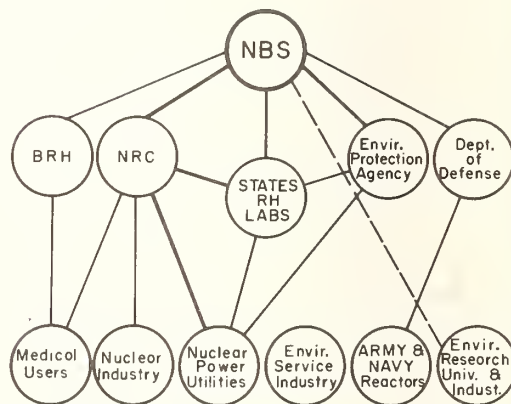 NBS
BRH
NRC
STATES
RH
LABS
Envir.
Protection
Agency
Dept.
of
Defense
Medicol
Users
Nucleor
Industry
Nuclear
Power
Utilities
Envir.
Service
Industry
ARMY &
NAVY
Reactors
Envir.
Reseorch
Univ. &
Indust.